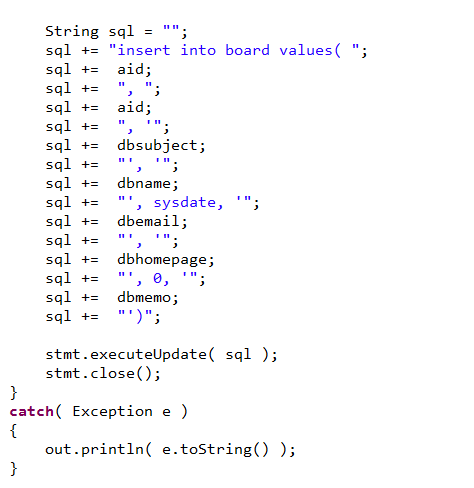 String sql = "";
sql += "insert into board values( ";
sql +=  aid;
sql +=  ", ";
sql +=  aid;
sql +=  ", '";
sql +=  dbsubject;
sql +=  "', '";
sql +=  dbname;
sql +=  "', sysdate, '";
sql +=  dbemail;
sql +=  "', '";
sql +=  dbhomepage;
sql +=  "', 0, '";
sql +=  dbmemo;
sql +=  "')";
stmt.executeUpdate( sql );
stmt.close();
}
catch( Exception e )
{
out.println( e.toString() );
}